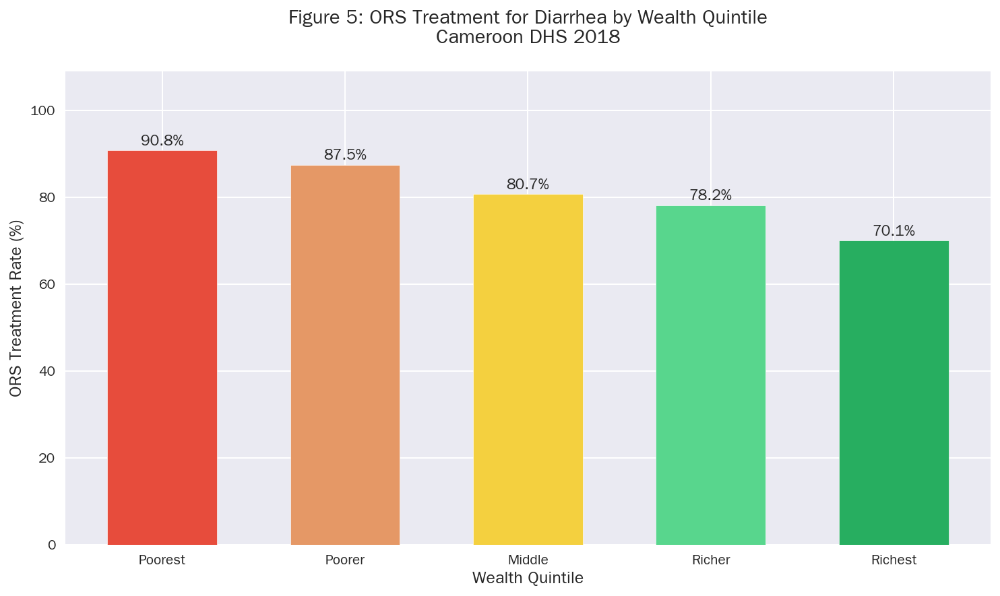 Figure 5: ORS Treatment for Diarrhea by Wealth Quintile
Cameroon DHS 2018
ORS Treatment Rate (%)
100
80
60
40
20
0
90.8%
87.5%
80.7%
78.2%
70.1%
Poorest
Poorer
Middle
Richer
Richest
Wealth Quintile